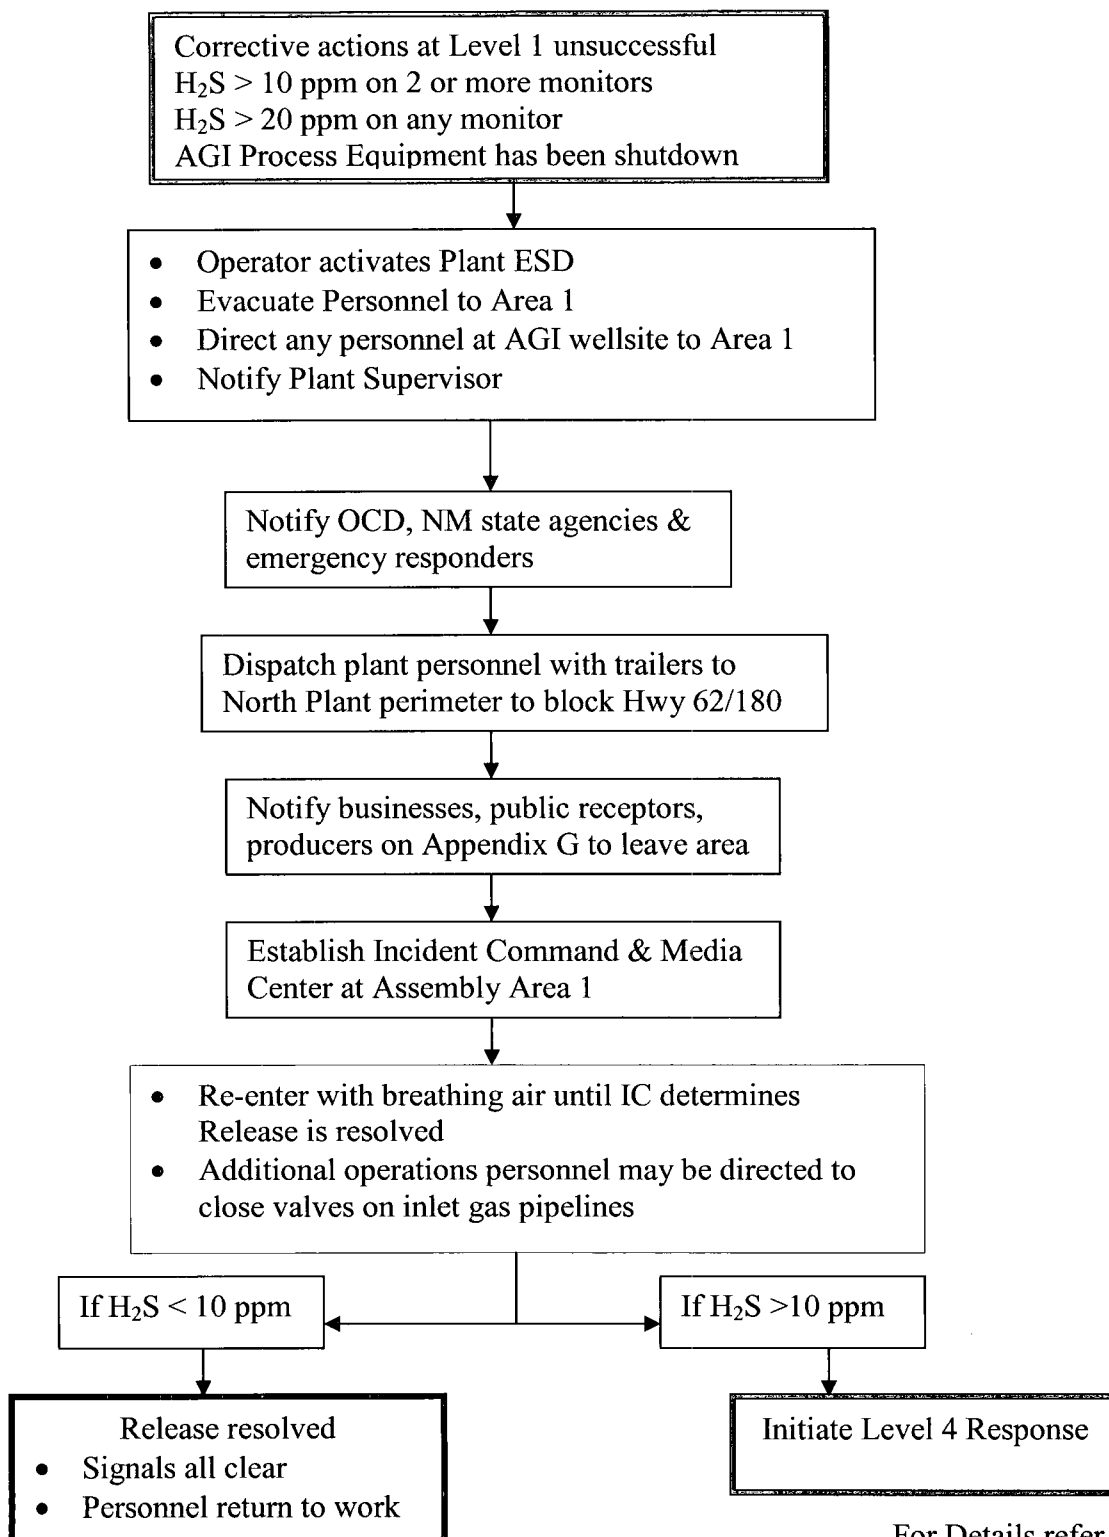 Corrective actions at Level 1 unsuccessful
H₂S > 10 ppm on 2 or more monitors
H₂S > 20 ppm on any monitor
AGI Process Equipment has been shutdown
• Operator activates Plant ESD
• Evacuate Personnel to Area 1
• Direct any personnel at AGI wellsite to Area 1
• Notify Plant Supervisor
Notify OCD, NM state agencies &
emergency responders
Dispatch plant personnel with trailers to
North Plant perimeter to block Hwy 62/180
Notify businesses, public receptors,
producers on Appendix G to leave area
Establish Incident Command & Media
Center at Assembly Area 1
• Re-enter with breathing air until IC determines
Release is resolved
• Additional operations personnel may be directed to
close valves on inlet gas pipelines
If H₂S < 10 ppm
If H₂S >10 ppm
Release resolved
• Signals all clear
• Personnel return to work
Initiate Level 4 Response
For Details refer